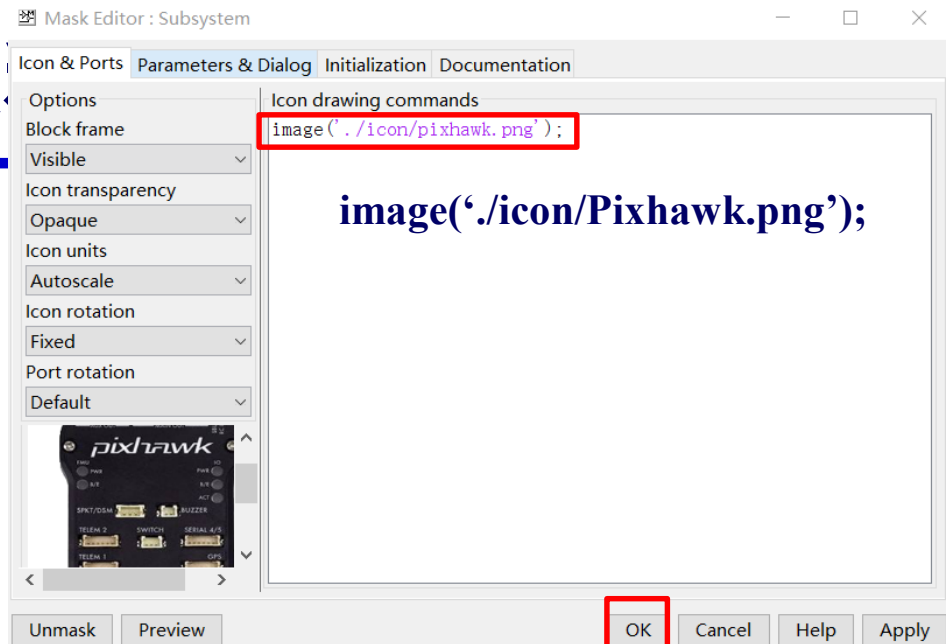 Mask Editor : Subsystem
Icon & Ports Parameters & Dialog Initialization Documentation
Options
Block frame
Visible
Icon transparency
Opaque
Icon units
Autoscale
Icon rotation
Fixed
Port rotation
Default
Icon drawing commands
image('./icon/pixhawk.png');
image(‘./icon/Pixhawk.png’);
pixhawk
PWR PWR
B/E B/E
ACT
SPKT/DSM BUZZER
TELEM 2 SWITCH SERIAL 4/5
TELEM 1 GPS
Unmask Preview OK Cancel Help Apply